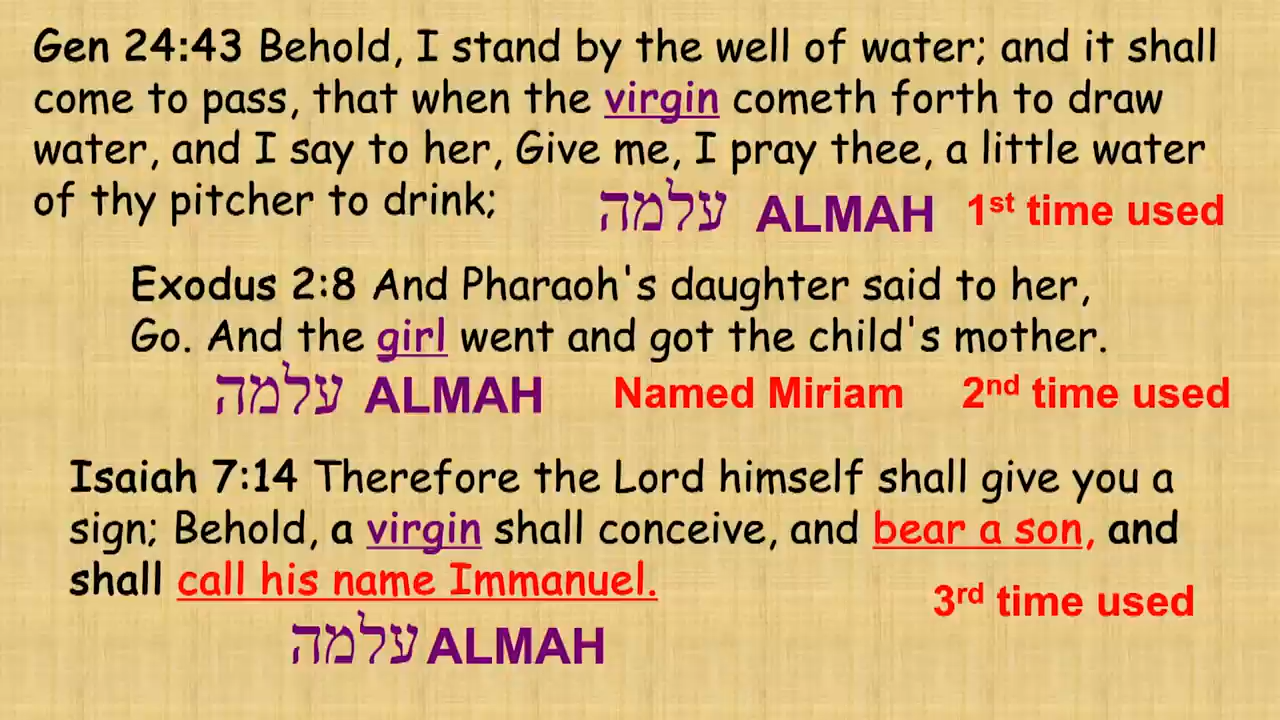 Gen 24:43 Behold, I stand by the well of water; and it shall
come to pass, that when the virgin cometh forth to draw
water, and I say to her, Give me, I pray thee, a little water
of thy pitcher to drink;
עלמה ALMAH 1st time used
Exodus 2:8 And Pharaoh's daughter said to her,
Go. And the girl went and got the child's mother.
עלמה ALMAH Named Miriam 2nd time used
Isaiah 7:14 Therefore the Lord himself shall give you a
sign; Behold, a virgin shall conceive, and bear a son, and
shall call his name Immanuel.
3rd time used
עלמה ALMAH